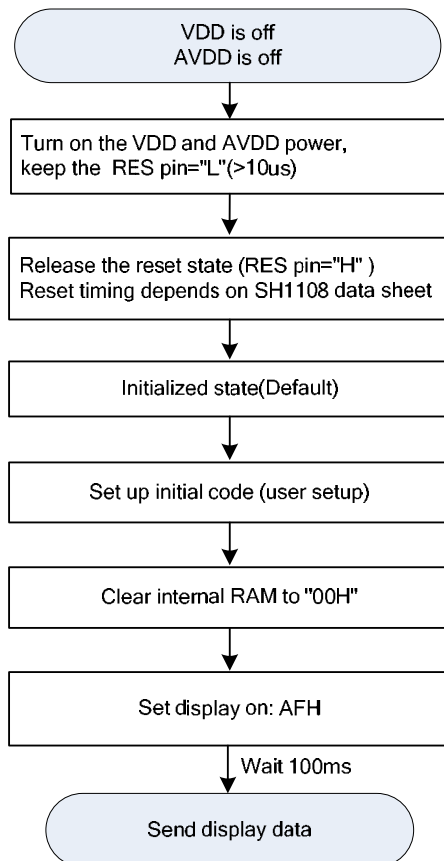 VDD is off
AVDD is off
Turn on the VDD and AVDD power,
keep the RES pin="L"(>10us)
Release the reset state (RES pin="H" )
Reset timing depends on SH1108 data sheet
Initialized state(Default)
Set up initial code (user setup)
Clear internal RAM to "00H"
Set display on: AFH
Wait 100ms
Send display data